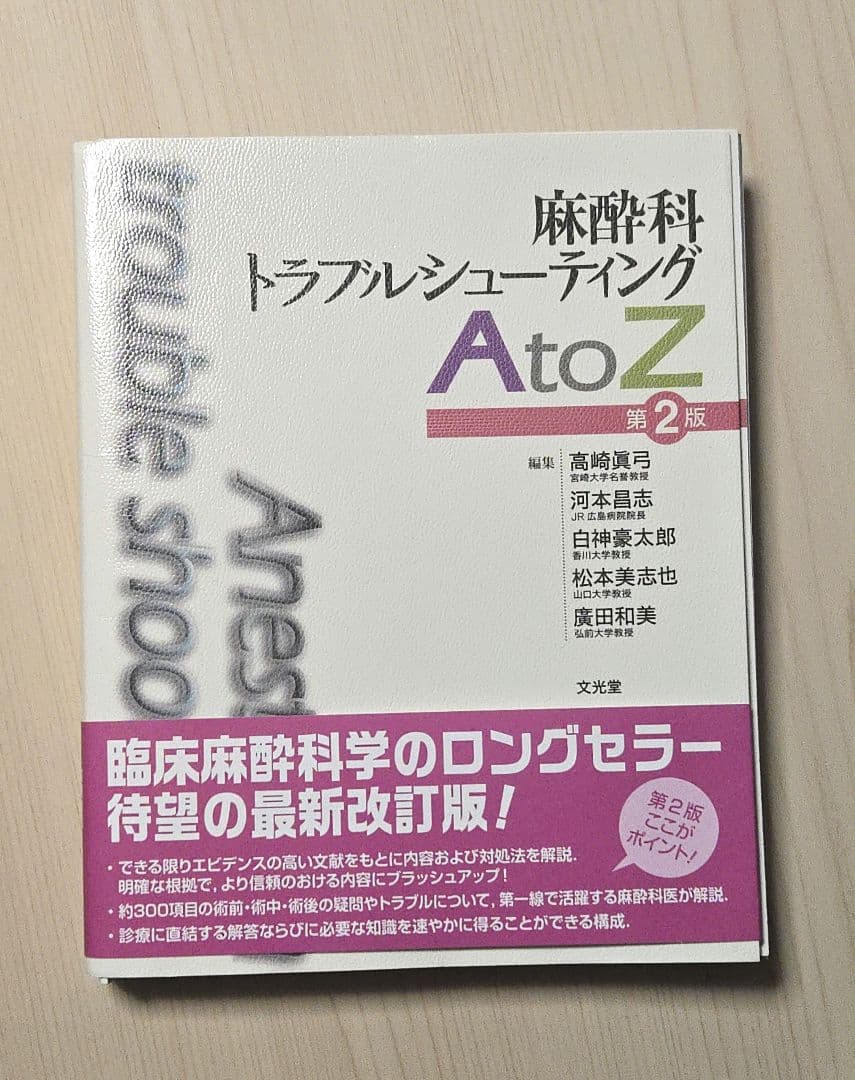 麻酔科
トラブルシューティング
AtoZ
第2版
編集
高崎眞弓
宮崎大学名誉教授
河本昌志
JR広島病院院長
白神豪太郎
香川大学教授
松本美志也
山口大学教授
廣田和美
弘前大学教授
文光堂
trouble shoo
Anest
臨床麻酔科学のロングセラー
待望の最新改訂版!
第2版
ここが
ポイント!
・できる限りエビデンスの高い文献をもとに内容および対処法を解説.
明確な根拠で,より信頼のおける内容にブラッシュアップ!
・約300項目の術前・術中・術後の疑問やトラブルについて,第一線で活躍する麻酔科医が解説.
・診療に直結する解答ならびに必要な知識を速やかに得ることができる構成.